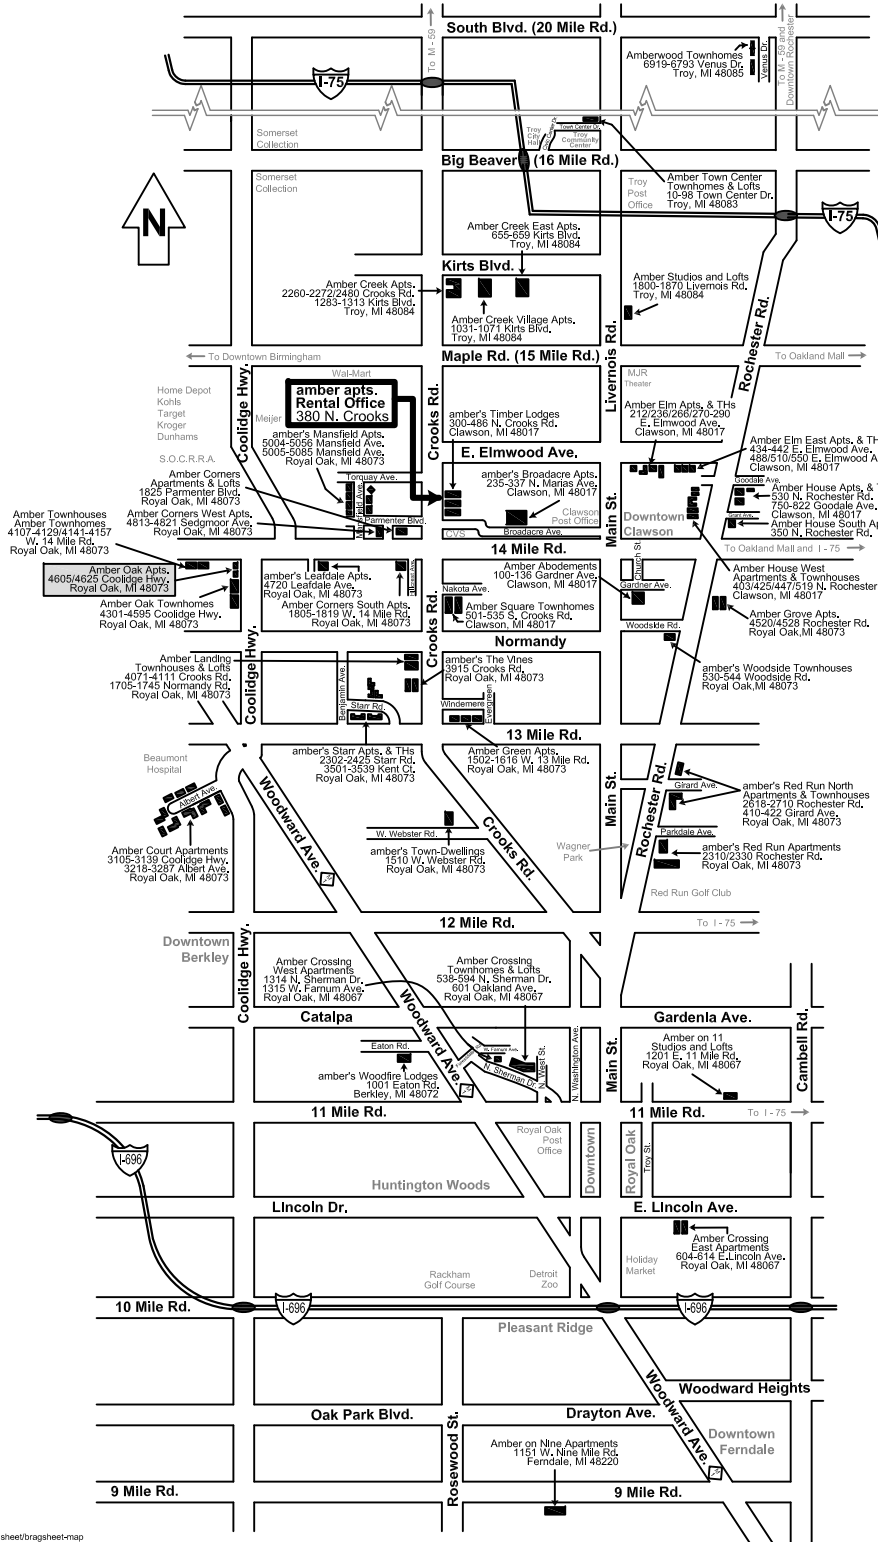 South Blvd. (20 Mile Rd.)
To M - 59
I-75
Amberwood Townhomes
6919-6793 Venus Dr.
Troy, MI 48085
Venus Dr.
To M - 59 and
Downtown Rochester
Somerset
Collection
Troy
City
Hall
Civic Center Dr.
Town Center Dr.
Troy
Community
Center
Big Beaver (16 Mile Rd.)
Somerset
Collection
Troy
Post
Office
Amber Town Center
Townhomes & Lofts
10-98 Town Center Dr.
Troy, MI 48083
N
I-75
Amber Creek East Apts.
655-659 Kirts Blvd.
Troy, MI 48084
Kirts Blvd.
Amber Creek Apts.
2260-2272/2480 Crooks Rd.
1283-1313 Kirts Blvd.
Troy, MI 48084
Amber Creek Village Apts.
1031-1071 Kirts Blvd.
Troy, MI 48084
Amber Studios and Lofts
1800-1870 Livernois Rd.
Troy, MI 48084
Livernois Rd.
Rochester Rd.
To Downtown Birmingham
Maple Rd. (15 Mile Rd.)
To Oakland Mall
Coolidge Hwy.
Wal-Mart
MJR
Theater
Home Depot
Kohls
Target
Kroger
Dunhams
Meijer
S.O.C.R.R.A.
amber apts.
Rental Office
380 N. Crooks
Crooks Rd.
amber's Timber Lodges
300-486 N. Crooks Rd.
Clawson, MI 48017
Amber Elm Apts. & THs
212/236/266/270-290
E. Elmwood Ave.
Clawson, MI 48017
amber's Mansfield Apts.
5004-5056 Mansfield Ave.
5005-5085 Mansfield Ave.
Royal Oak, MI 48073
E. Elmwood Ave.
Amber Elm East Apts. & TH
434-442 E. Elmwood Ave.
488/510/550 E. Elmwood A
Clawson, MI 48017
Amber Corners
Apartments & Lofts
1825 Parmenter Blvd.
Royal Oak, MI 48073
Torquay Ave.
Mansfield Ave.
Parmenter Blvd.
amber's Broadacre Apts.
235-337 N. Marias Ave.
Clawson, MI 48017
Goodale Ave.
Grant Ave.
Amber House Apts. & T
530 N. Rochester Rd.
750-822 Goodale Ave.
Clawson, MI 48017
Amber House South Ap
350 N. Rochester Rd.
Amber Townhouses
Amber Townhomes
4107-4129/4141-4157
W. 14 Mile Rd.
Royal Oak, MI 48073
Amber Corners West Apts.
4813-4821 Sedgmoor Ave.
Royal Oak, MI 48073
Clawson
Post Office
CVS
Broadacre Ave.
Main St.
Downtown
Clawson
14 Mile Rd.
To Oakland Mall and I - 75
Church St.
Amber Oak Apts.
4605/4625 Coolidge Hwy.
Royal Oak, MI 48073
amber's Leafdale Apts.
4720 Leafdale Ave.
Royal Oak, MI 48073
Amber Abodements
100-136 Gardner Ave.
Clawson, MI 48017
Gardner Ave.
Amber House West
Apartments & Townhouses
403/425/447/519 N. Rochester
Clawson, MI 48017
Nakota Ave.
Amber Oak Townhomes
4301-4595 Coolidge Hwy.
Royal Oak, MI 48073
Amber Corners South Apts.
1805-1819 W. 14 Mile Rd.
Royal Oak, MI 48073
Crooks Rd.
Amber Square Townhomes
501-535 S. Crooks Rd.
Clawson, MI 48017
Amber Grove Apts.
4520/4528 Rochester Rd.
Royal Oak,MI 48073
Woodside Rd.
Coolidge Hwy.
Normandy
Amber Landing
Townhouses & Lofts
4071-4111 Crooks Rd.
1705-1745 Normandy Rd.
Royal Oak, MI 48073
amber's The Vines
3915 Crooks Rd.
Royal Oak, MI 48073
amber's Woodside Townhouses
530-544 Woodside Rd.
Royal Oak,MI 48073
Benjamin Ave.
Starr Rd.
Windemere
Evergreen
13 Mile Rd.
Beaumont
Hospital
amber's Starr Apts. & THs
2302-2425 Starr Rd.
3501-3539 Kent Ct.
Royal Oak, MI 48073
Amber Green Apts.
1502-1616 W. 13 Mile Rd.
Royal Oak, MI 48073
Albert Ave.
Woodward Ave.
Main St.
Rochester Rd.
Girard Ave.
amber's Red Run North
Apartments & Townhouses
2618-2710 Rochester Rd.
410-422 Girard Ave.
Royal Oak, MI 48073
Parkdale Ave.
W. Webster Rd.
Crooks Rd.
Wagner
Park
Amber Court Apartments
3105-3139 Coolidge Hwy.
3218-3287 Albert Ave.
Royal Oak, MI 48073
amber's Town-Dwellings
1510 W. Webster Rd.
Royal Oak, MI 48073
amber's Red Run Apartments
2310/2330 Rochester Rd.
Royal Oak, MI 48073
Red Run Golf Club
12 Mile Rd.
To I - 75
Downtown
Berkley
Coolidge Hwy.
Amber Crossing
West Apartments
1314 N. Sherman Dr.
1315 W. Farnum Ave.
Royal Oak, MI 48067
Amber Crossing
Townhomes & Lofts
538-594 N. Sherman Dr.
601 Oakland Ave.
Royal Oak, MI 48067
Catalpa
Woodward Ave.
Gardenia Ave.
Cambell Rd.
Eaton Rd.
W. Farnum Ave.
N. Sherman Dr.
N. West St.
N. Washington Ave.
Main St.
Amber on 11
Studios and Lofts
1201 E. 11 Mile Rd.
Royal Oak, MI 48067
amber's Woodfire Lodges
1001 Eaton Rd.
Berkley, MI 48072
11 Mile Rd.
11 Mile Rd.
To I - 75
I-696
Royal Oak
Post
Office
Downtown
Royal Oak
Troy St.
Huntington Woods
Lincoln Dr.
E. Lincoln Ave.
Amber Crossing
East Apartments
604-614 E.Lincoln Ave.
Royal Oak, MI 48067
Rackham
Golf Course
Detroit
Zoo
Holiday
Market
10 Mile Rd.
I-696
I-696
Pleasant Ridge
Woodward Ave.
Woodward Heights
Oak Park Blvd.
Rosewood St.
Drayton Ave.
Downtown
Ferndale
Amber on Nine Apartments
1151 W. Nine Mile Rd.
Ferndale, MI 48220
9 Mile Rd.
9 Mile Rd.
sheet/bragsheet-map